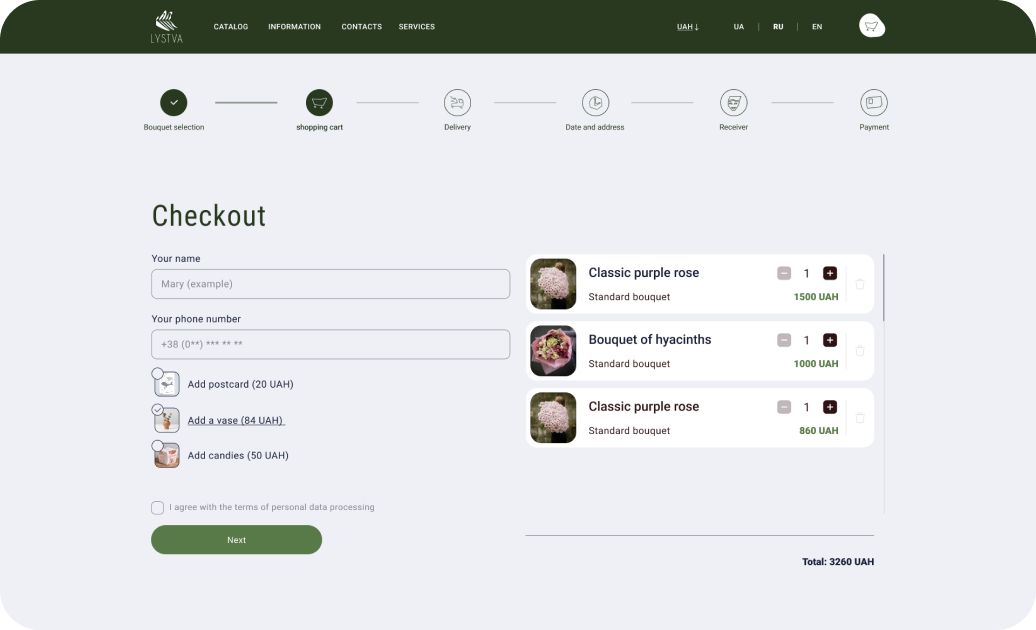 LYSTVA
CATALOG
INFORMATION
CONTACTS
SERVICES
UAH↓
UA
RU
EN
Bouquet selection
shopping cart
Delivery
Date and address
Receiver
Payment
Checkout
Your name
Mary (example)
Your phone number
+38 (0**) *** ** **
Add postcard (20 UAH)
Add a vase (84 UAH)
Add candies (50 UAH)
I agree with the terms of personal data processing
Next
Classic purple rose
1
Standard bouquet
1500 UAH
Bouquet of hyacinths
1
Standard bouquet
1000 UAH
Classic purple rose
1
Standard bouquet
860 UAH
Total: 3260 UAH